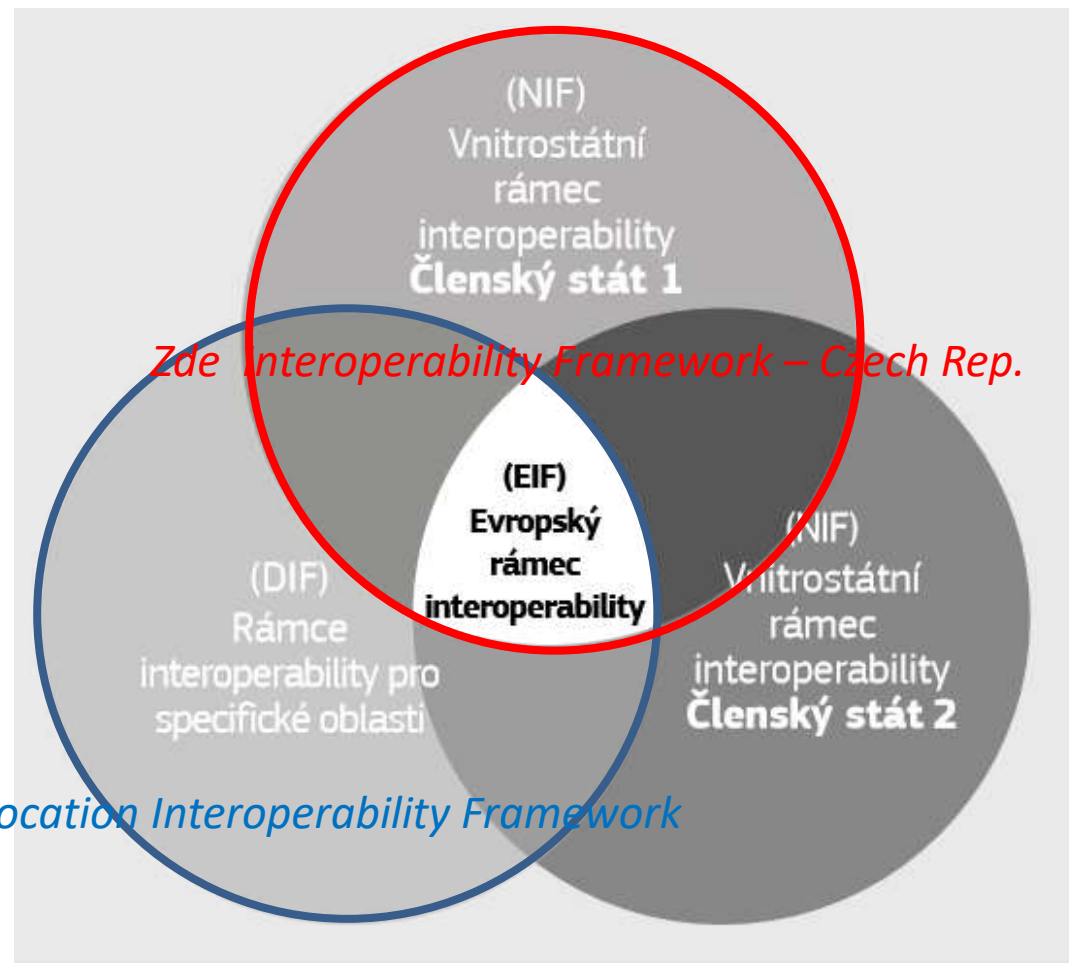 (NIF)
Vnitrostátní
rámec
interoperability
Členský stát 1
Zde Interoperability Framework – Czech Rep.
(EIF)
Evropský
rámec
interoperability
(DIF)
Rámce
interoperability pro
specifické oblasti
(NIF)
Vnitrostátní
rámec
interoperability
Členský stát 2
ocation Interoperability Framework